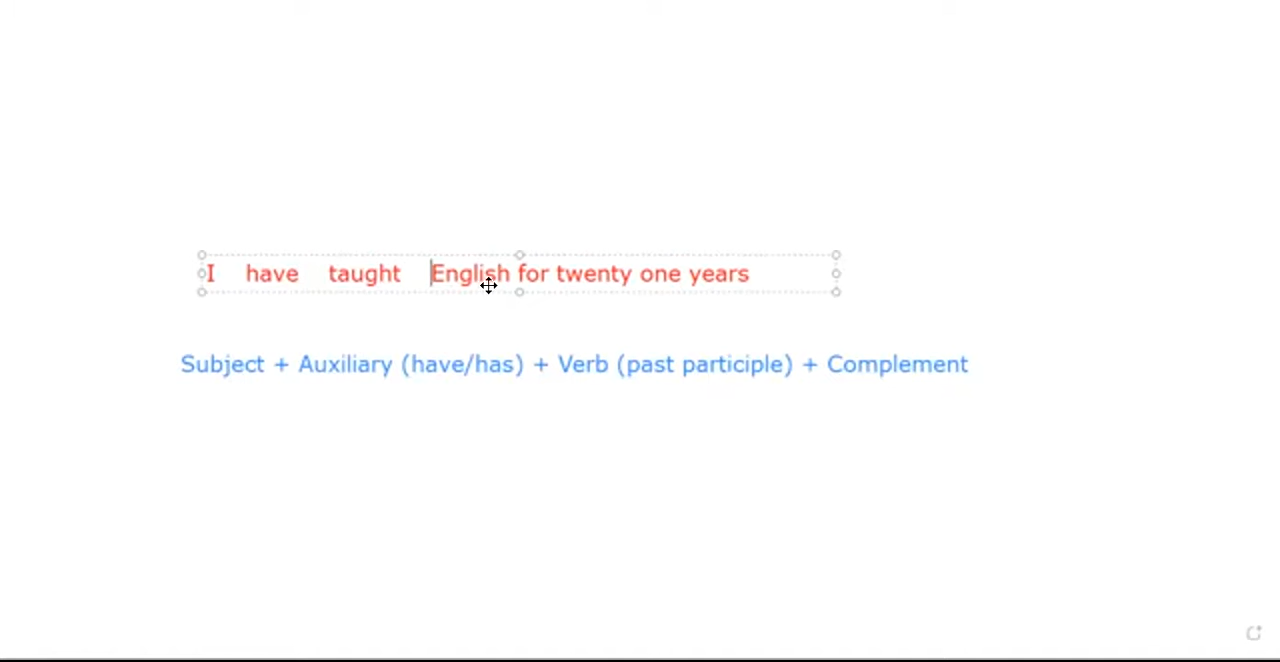 I have taught English for twenty one years
Subject + Auxiliary (have/has) + Verb (past participle) + Complement